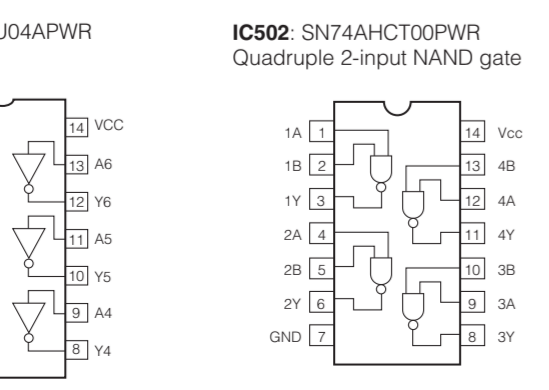 U04APWR
14 VCC
13 A6
12 Y6
11 A5
10 Y5
9 A4
8 Y4
IC502: SN74AHCT00PWR
Quadruple 2-input NAND gate
1A 1 14 Vcc
1B 2 13 4B
1Y 3 12 4A
2A 4 11 4Y
2B 5 10 3B
2Y 6 9 3A
GND 7 8 3Y